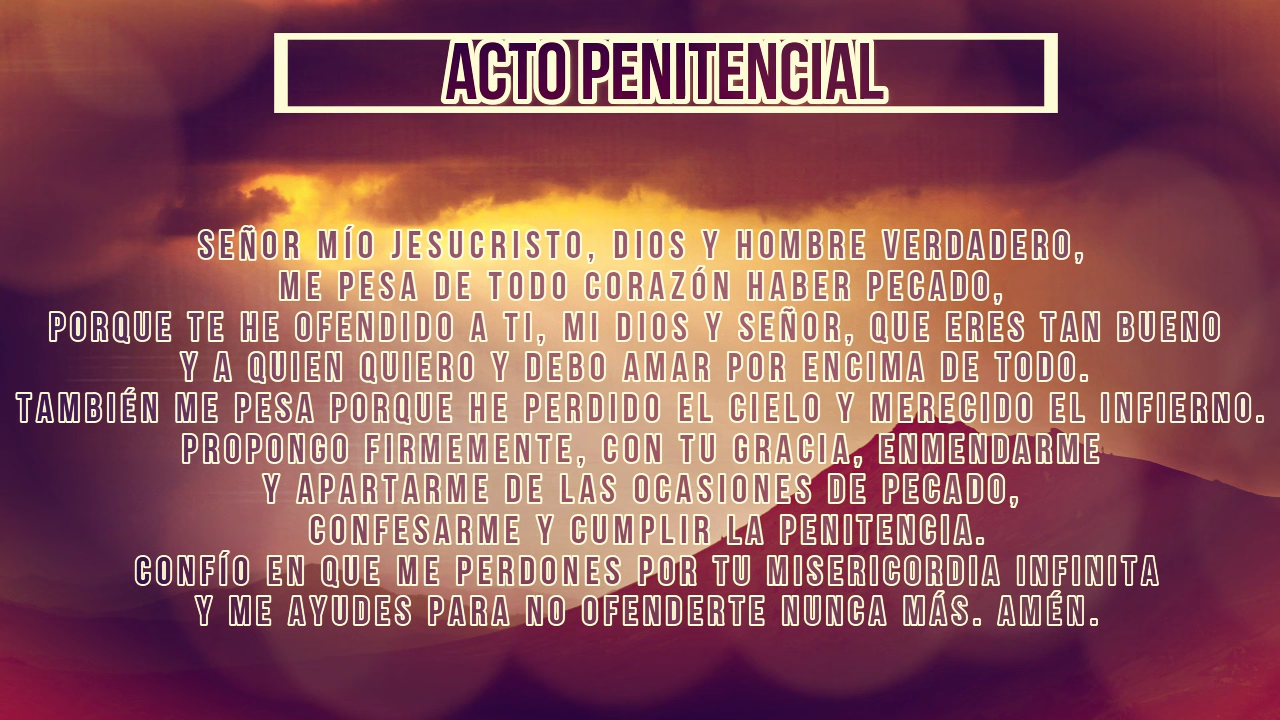 ACTO PENITENCIAL
SEÑOR MÍO JESUCRISTO, DIOS Y HOMBRE VERDADERO,
ME PESA DE TODO CORAZÓN HABER PECADO,
PORQUE TE HE OFENDIDO A TI, MI DIOS Y SEÑOR, QUE ERES TAN BUENO
Y A QUIEN QUIERO Y DEBO AMAR POR ENCIMA DE TODO.
TAMBIÉN ME PESA PORQUE HE PERDIDO EL CIELO Y MERECIDO EL INFIERNO.
PROPONGO FIRMEMENTE, CON TU GRACIA, ENMENDARME
Y APARTARME DE LAS OCASIONES DE PECADO,
CONFESARME Y CUMPLIR LA PENITENCIA.
CONFÍO EN QUE ME PERDONES POR TU MISERICORDIA INFINITA
Y ME AYUDES PARA NO OFENDERTE NUNCA MÁS. AMÉN.